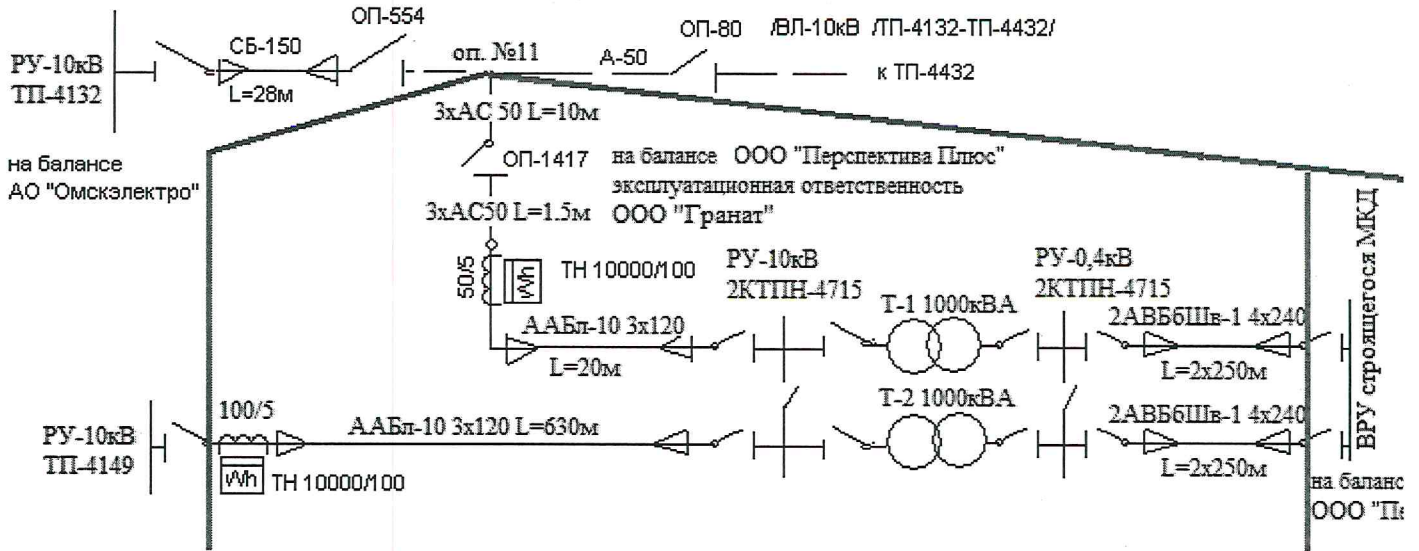 ОП-554
ОП-80 /ВЛ-10кВ /ТП-4132-ТП-4432/
СБ-150
оп. №11
А-50
РУ-10кВ
ТП-4132
L=28м
к ТП-4432
3хАС 50 L=10м
на балансе
АО "Омскэлектро"
ОП-1417
на балансе ООО "Перспектива Плюс"
эксплуатационная ответственность
ООО "Гранат"
3хАС50 L=1.5м
50/5
Wh
ТН 10000/100
РУ-10кВ
2КТПН-4715
РУ-0,4кВ
2КТПН-4715
ВРУ строящегося МКД
ААБл-10 3х120
L=20м
Т-1 1000кВА
2АВБбШв-1 4х240
L=2х250м
100/5
РУ-10кВ
ТП-4149
ААБл-10 3х120 L=630м
Т-2 1000кВА
2АВБбШв-1 4х240
L=2х250м
Wh
ТН 10000/100
на баланс
ООО "Пе